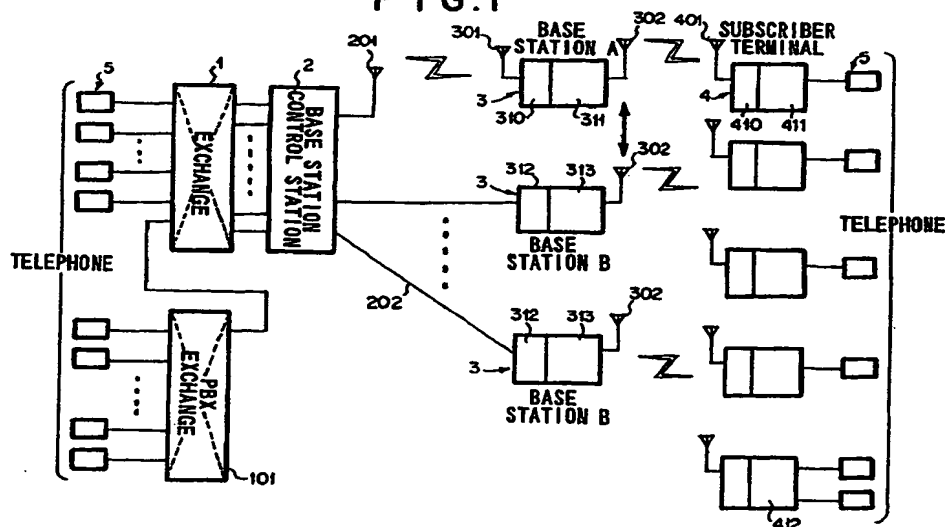 FIG.1
201
301
BASE
STATION A
302
401
SUBSCRIBER
TERMINAL
5
1
2
3
310
311
4
410
411
5
EXCHANGE
BASE STATION
CONTROL STATION
302
3
312
313
BASE
STATION B
TELEPHONE
TELEPHONE
202
302
312
313
3
BASE
STATION B
PBX
EXCHANGE
101
412